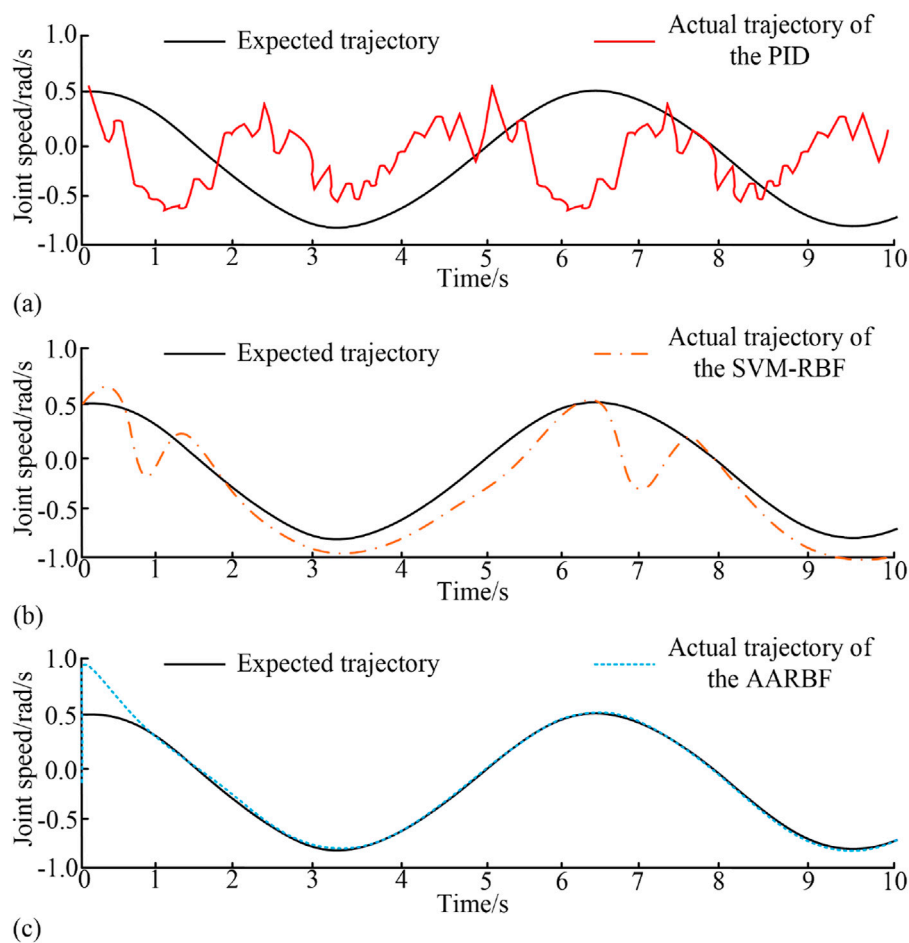 1.0
Expected trajectory
Actual trajectory of
the PID
0.5
0.0
-0.5
-1.0
Joint speed/rad/s
0 1 2 3 4 5 6 7 8 9 10
Time/s
(a)
1.0
Expected trajectory
Actual trajectory of
the SVM-RBF
0.5
0.0
-0.5
-1.0
Joint speed/rad/s
0 1 2 3 4 5 6 7 8 9 10
Time/s
(b)
1.0
Expected trajectory
Actual trajectory of
the AARBF
0.5
0.0
-0.5
-1.0
Joint speed/rad/s
0 1 2 3 4 5 6 7 8 9 10
Time/s
(c)